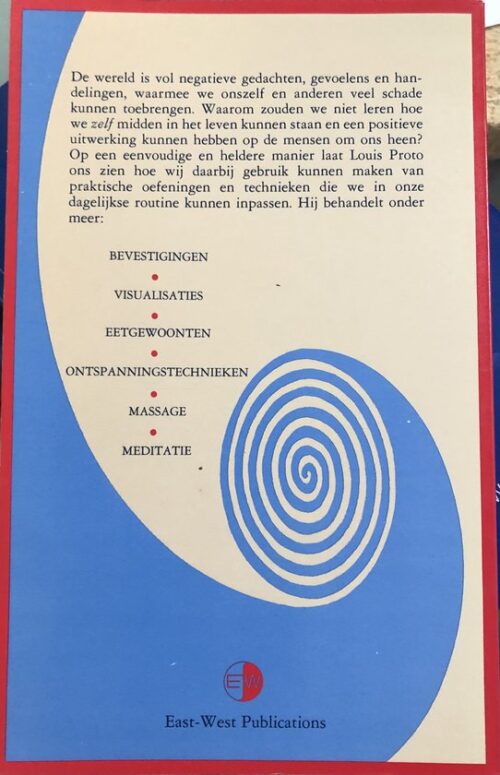 De wereld is vol negatieve gedachten, gevoelens en han-
delingen, waarmee we onszelf en anderen veel schade
kunnen toebrengen. Waarom zouden we niet leren hoe
we zelf midden in het leven kunnen staan en een positieve
uitwerking kunnen hebben op de mensen om ons heen?
Op een eenvoudige en heldere manier laat Louis Proto
ons zien hoe wij daarbij gebruik kunnen maken van
praktische oefeningen en technieken die we in onze
dagelijkse routine kunnen inpassen. Hij behandelt onder
meer:
BEVESTIGINGEN
VISUALISATIES
EETGEWOONTEN
ONTSPANNINGSTECHNIEKEN
MASSAGE
MEDITATIE
EW
East-West Publications